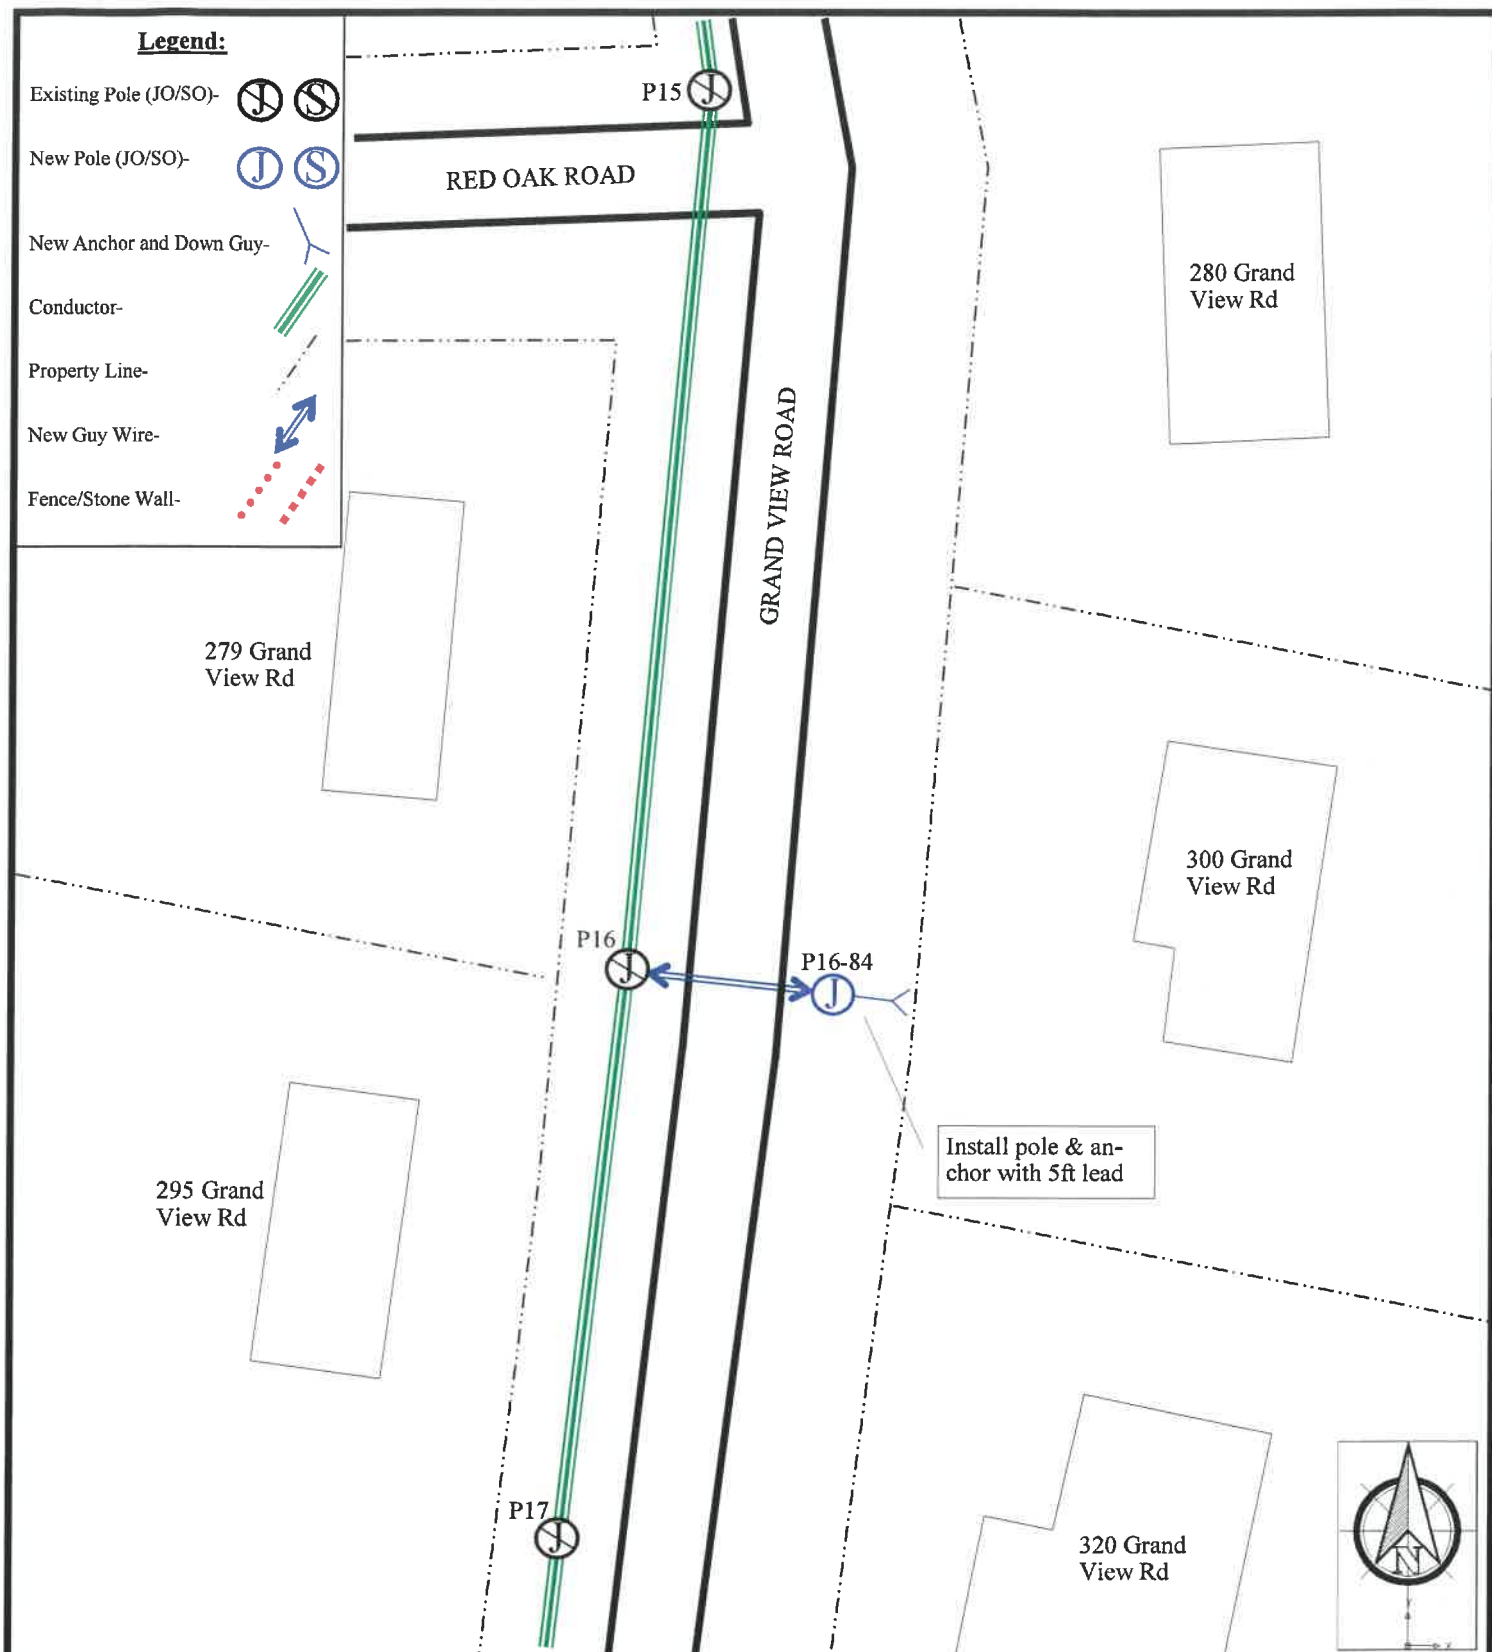 Legend:
Existing Pole (JO/SO)- J S
New Pole (JO/SO)- J S
New Anchor and Down Guy-
Conductor-
Property Line-
New Guy Wire-
Fence/Stone Wall-
P15 J
RED OAK ROAD
280 Grand
View Rd
GRAND VIEW ROAD
279 Grand
View Rd
300 Grand
View Rd
P16
J
P16-84
J
Install pole & an-
chor with 5ft lead
295 Grand
View Rd
P17
J
320 Grand
View Rd
N
Y
X